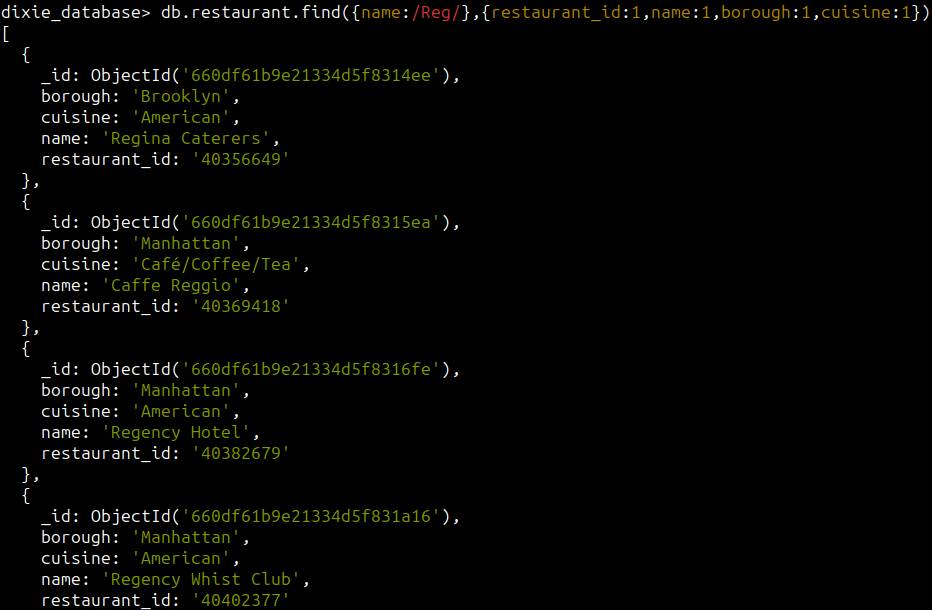 dixie_database> db.restaurant.find({name:/Reg/},{restaurant_id:1,name:1,borough:1,cuisine:1})
[
  {
    _id: ObjectId('660df61b9e21334d5f8314ee'),
    borough: 'Brooklyn',
    cuisine: 'American',
    name: 'Regina Caterers',
    restaurant_id: '40356649'
  },
  {
    _id: ObjectId('660df61b9e21334d5f8315ea'),
    borough: 'Manhattan',
    cuisine: 'Café/Coffee/Tea',
    name: 'Caffe Reggio',
    restaurant_id: '40369418'
  },
  {
    _id: ObjectId('660df61b9e21334d5f8316fe'),
    borough: 'Manhattan',
    cuisine: 'American',
    name: 'Regency Hotel',
    restaurant_id: '40382679'
  },
  {
    _id: ObjectId('660df61b9e21334d5f831a16'),
    borough: 'Manhattan',
    cuisine: 'American',
    name: 'Regency Whist Club',
    restaurant_id: '40402377'